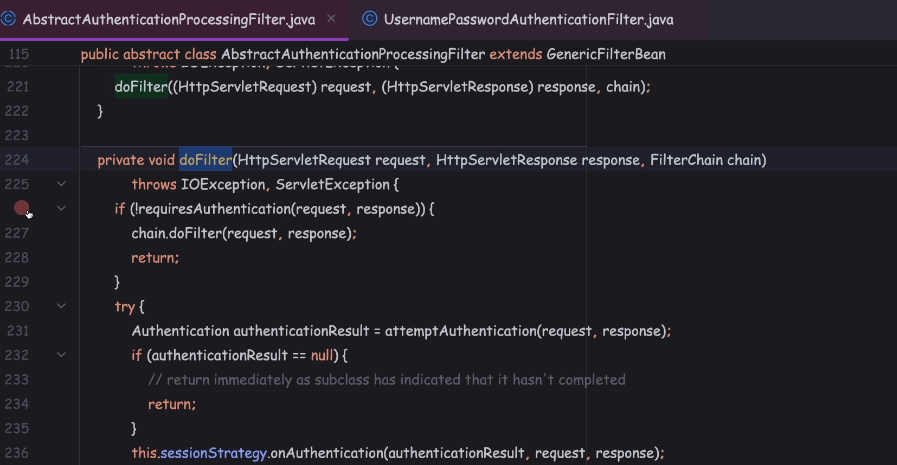 AbstractAuthenticationProcessingFilter.java × UsernamePasswordAuthenticationFilter.java
115 public abstract class AbstractAuthenticationProcessingFilter extends GenericFilterBean
221 doFilter((HttpServletRequest) request, (HttpServletResponse) response, chain);
222 }
223
224 private void doFilter(HttpServletRequest request, HttpServletResponse response, FilterChain chain)
225 throws IOException, ServletException {
if (!requiresAuthentication(request, response)) {
227 chain.doFilter(request, response);
228 return;
229 }
230 try {
231 Authentication authenticationResult = attemptAuthentication(request, response);
232 if (authenticationResult == null) {
233 // return immediately as subclass has indicated that it hasn't completed
234 return;
235 }
236 this.sessionStrategy.onAuthentication(authenticationResult, request, response);